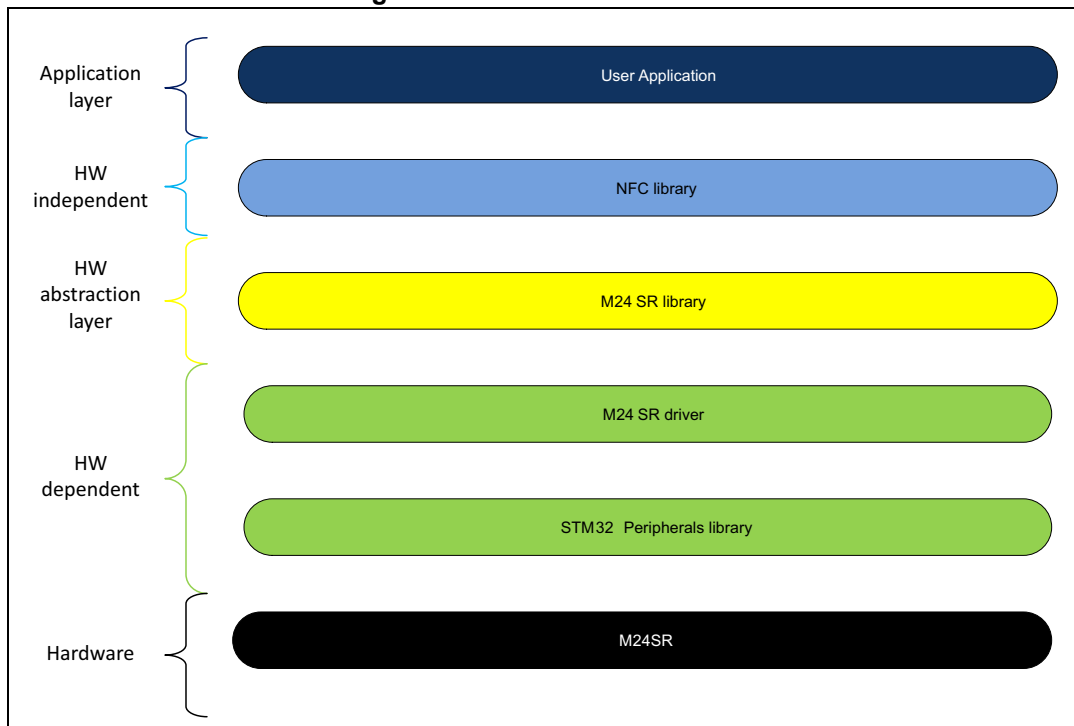 Application
layer
User Application
HW
independent
NFC library
HW
abstraction
layer
M24 SR library
HW
dependent
M24 SR driver
STM32 Peripherals library
Hardware
M24SR